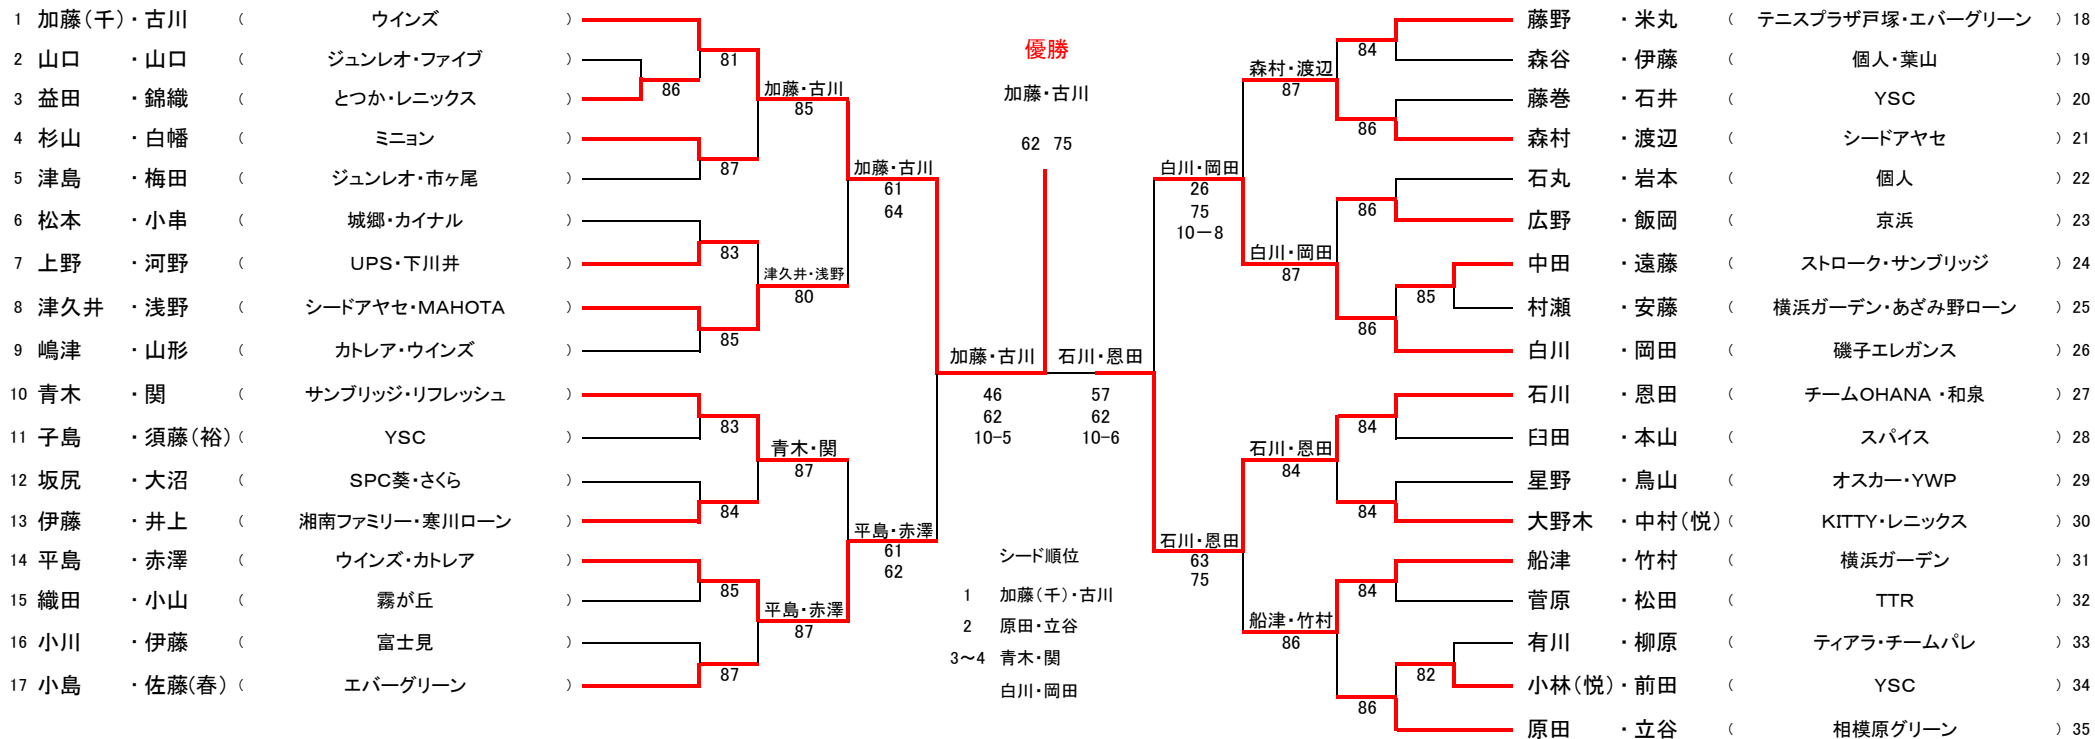 1 加藤(千)・古川 ( ウインズ )
2 山口 ・山口 ( ジュンレオ・ファイブ )
3 益田 ・錦織 ( とつか・レニックス )
4 杉山 ・白幡 ( ミニョン )
5 津島 ・梅田 ( ジュンレオ・市ヶ尾 )
6 松本 ・小串 ( 城郷・カイナル )
7 上野 ・河野 ( UPS・下川井 )
8 津久井 ・浅野 ( シードアヤセ・MAHOTA )
9 嶋津 ・山形 ( カトレア・ウインズ )
10 青木 ・関 ( サンブリッジ・リフレッシュ )
11 子島 ・須藤(裕) ( YSC )
12 坂尻 ・大沼 ( SPC葵・さくら )
13 伊藤 ・井上 ( 湘南ファミリー・寒川ローン )
14 平島 ・赤澤 ( ウインズ・カトレア )
15 織田 ・小山 ( 霧が丘 )
16 小川 ・伊藤 ( 富士見 )
17 小島 ・佐藤(春) ( エバーグリーン )
86
81
87
83
85
83
84
85
87
加藤・古川
85
津久井・浅野
80
青木・関
87
平島・赤澤
87
加藤・古川
61
64
平島・赤澤
61
62
加藤・古川
46
62
10-5
優勝
加藤・古川
62 75
石川・恩田
57
62
10-6
シード順位
1 加藤(千)・古川
2 原田・立谷
3～4 青木・関
白川・岡田
白川・岡田
26
75
10－8
石川・恩田
63
75
森村・渡辺
87
白川・岡田
87
石川・恩田
84
船津・竹村
86
84
86
86
85
86
84
84
84
82
86
藤野 ・米丸 ( テニスプラザ戸塚・エバーグリーン ) 18
森谷 ・伊藤 ( 個人・葉山 ) 19
藤巻 ・石井 ( YSC ) 20
森村 ・渡辺 ( シードアヤセ ) 21
石丸 ・岩本 ( 個人 ) 22
広野 ・飯岡 ( 京浜 ) 23
中田 ・遠藤 ( ストローク・サンブリッジ ) 24
村瀬 ・安藤 ( 横浜ガーデン・あざみ野ローン ) 25
白川 ・岡田 ( 磯子エレガンス ) 26
石川 ・恩田 ( チームOHANA ・和泉 ) 27
臼田 ・本山 ( スパイス ) 28
星野 ・鳥山 ( オスカー・YWP ) 29
大野木 ・中村(悦) ( KITTY・レニックス ) 30
船津 ・竹村 ( 横浜ガーデン ) 31
菅原 ・松田 ( TTR ) 32
有川 ・柳原 ( ティアラ・チームパレ ) 33
小林(悦)・前田 ( YSC ) 34
原田 ・立谷 ( 相模原グリーン ) 35